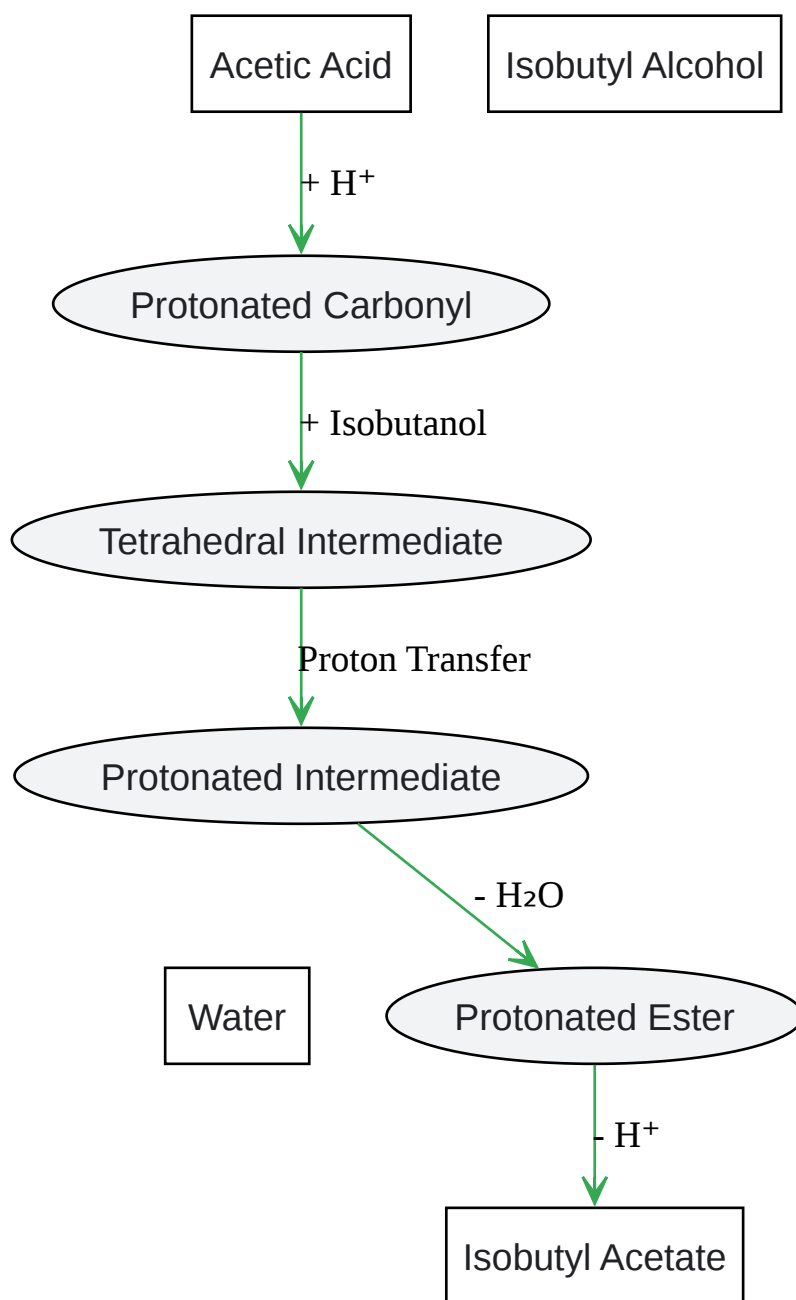 Acetic Acid
Isobutyl Alcohol
+ H⁺
Protonated Carbonyl
+ Isobutanol
Tetrahedral Intermediate
Proton Transfer
Protonated Intermediate
- H₂O
Water
Protonated Ester
- H⁺
Isobutyl Acetate